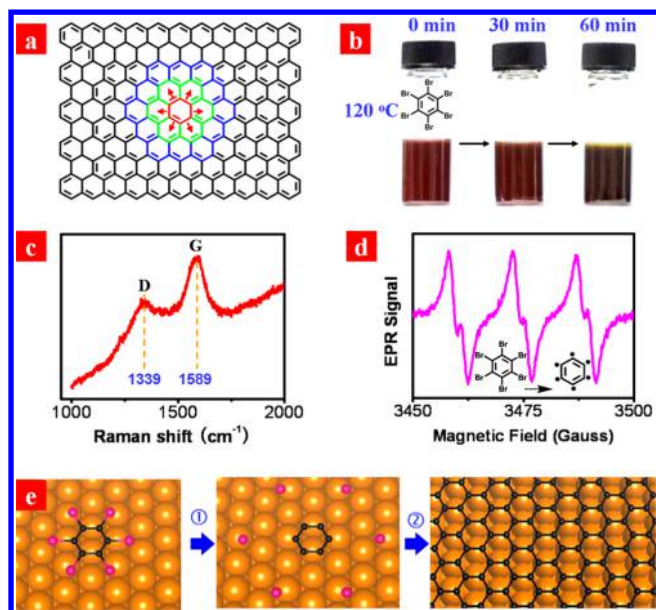 a
b
0 min
30 min
60 min
120 °C
Br
Br
Br
Br
Br
Br
c
D
G
1339
1589
1000
1500
2000
Raman shift (cm⁻¹)
d
EPR Signal
Br
Br
Br
Br
Br
Br
3450
3475
3500
Magnetic Field (Gauss)
e
①
②